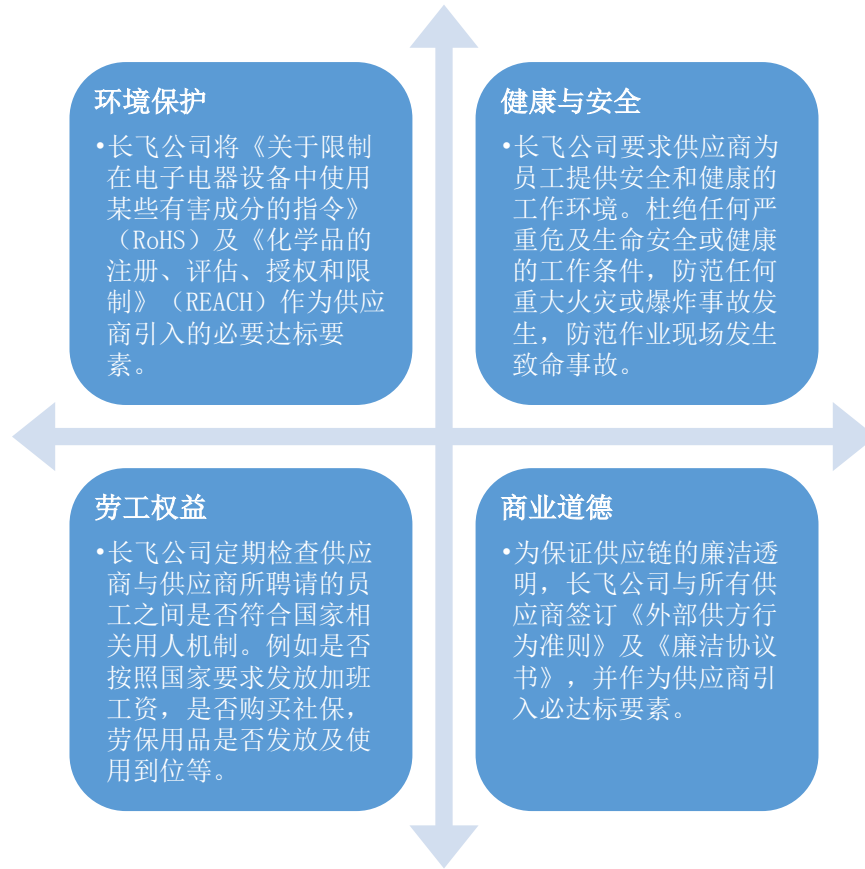 环境保护
•长飞公司将《关于限制
在电子电器设备中使用
某些有害成分的指令》
（RoHS）及《化学品的
注册、评估、授权和限
制》（REACH）作为供应
商引入的必要达标要
素。
健康与安全
•长飞公司要求供应商为
员工提供安全和健康的
工作环境。杜绝任何严
重危及生命安全或健康
的工作条件，防范任何
重大火灾或爆炸事故发
生，防范作业现场发生
致命事故。
劳工权益
•长飞公司定期检查供应
商与供应商所聘请的员
工之间是否符合国家相
关用人机制。例如是否
按照国家要求发放加班
工资，是否购买社保，
劳保用品是否发放及使
用到位等。
商业道德
•为保证供应链的廉洁透
明，长飞公司与所有供
应商签订《外部供方行
为准则》及《廉洁协议
书》，并作为供应商引
入必达标要素。